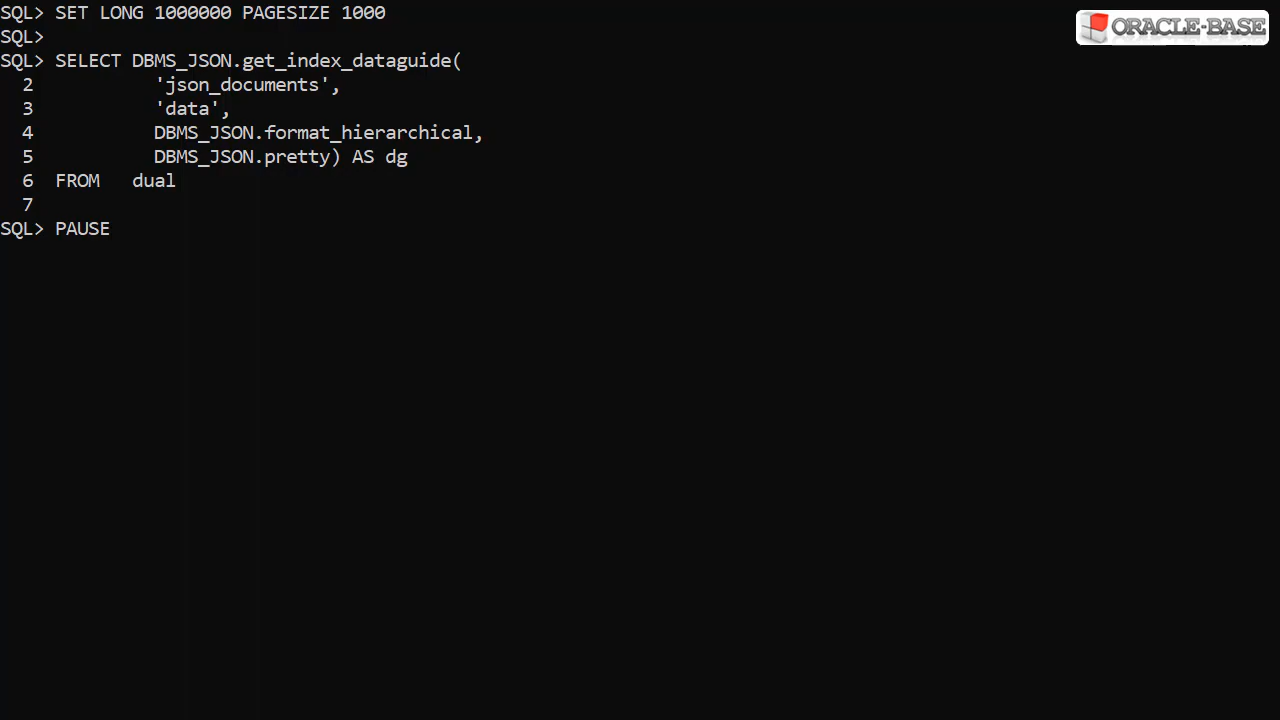 SQL> SET LONG 1000000 PAGESIZE 1000
ORACLE-BASE
SQL>
SQL> SELECT DBMS_JSON.get_index_dataguide(
  2           'json_documents',
  3           'data',
  4           DBMS_JSON.format_hierarchical,
  5           DBMS_JSON.pretty) AS dg
  6  FROM   dual
  7
SQL> PAUSE